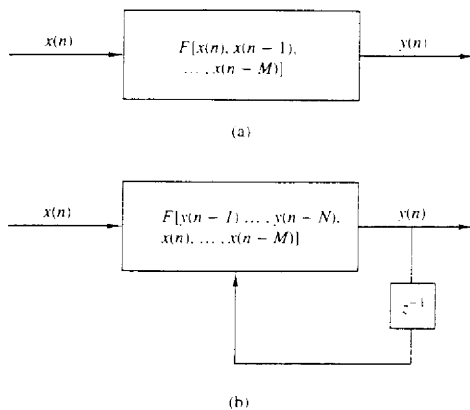 x(n)
F[x(n), x(n − 1),
..., x(n − M)]
y(n)
(a)
x(n)
F[y(n − 1) ..., y(n − N),
x(n), ..., x(n − M)]
y(n)
z⁻¹
(b)